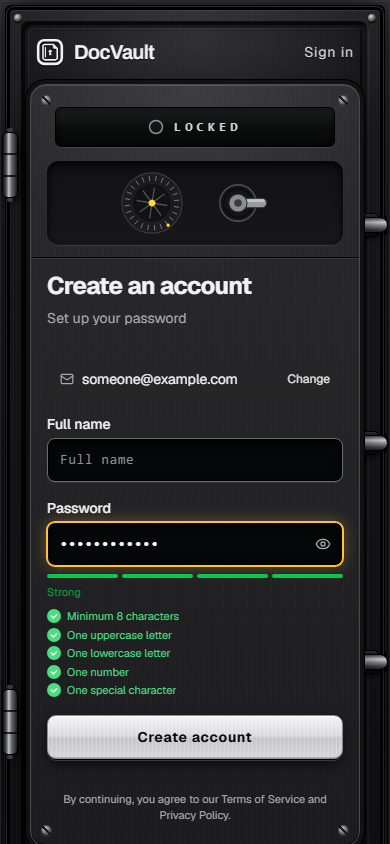 DocVault
Sign in
LOCKED
Create an account
Set up your password
someone@example.com
Change
Full name
Full name
Password
••••••••••••
Strong
Minimum 8 characters
One uppercase letter
One lowercase letter
One number
One special character
Create account
By continuing, you agree to our Terms of Service and
Privacy Policy.